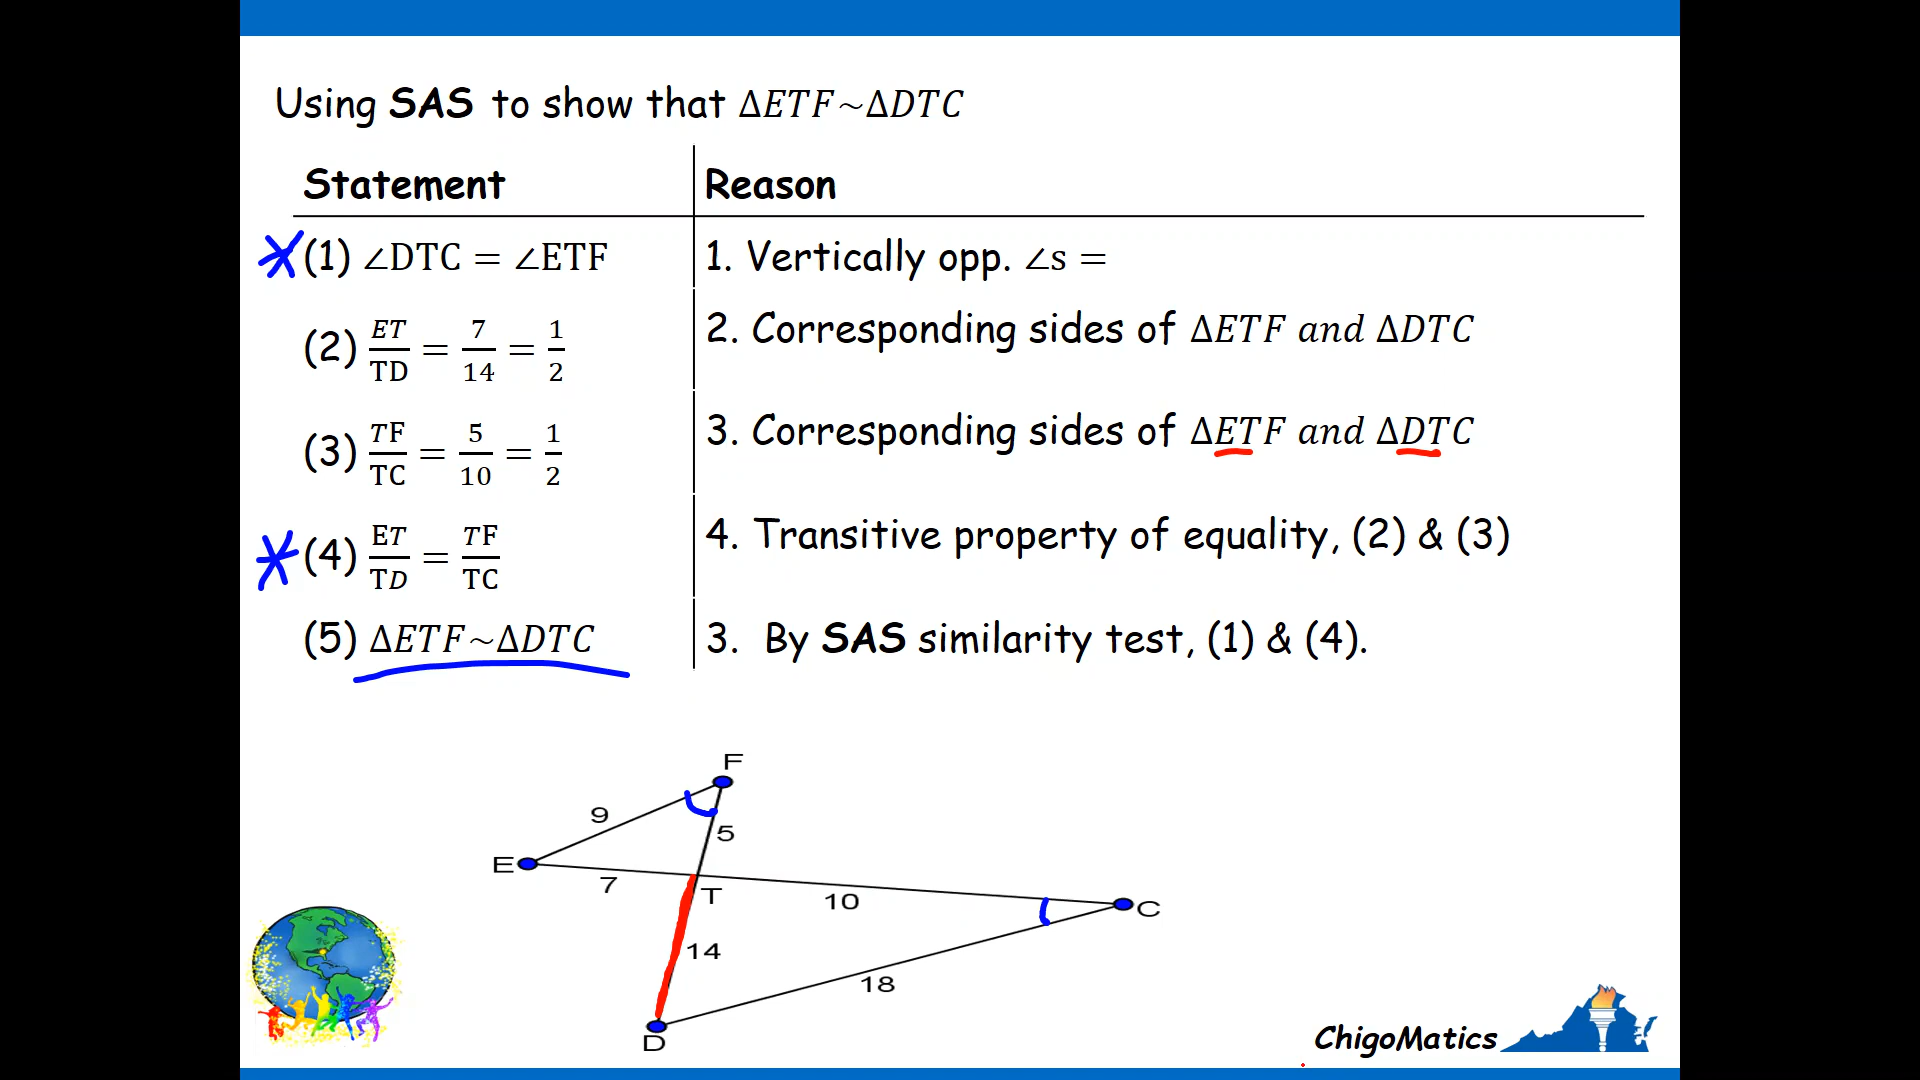 Using SAS to show that ΔETF~ΔDTC
Statement
Reason
(1) ∠DTC = ∠ETF
1. Vertically opp. ∠s =
(2) ET/TD = 7/14 = 1/2
2. Corresponding sides of ΔETF and ΔDTC
(3) TF/TC = 5/10 = 1/2
3. Corresponding sides of ΔETF and ΔDTC
(4) ET/TD = TF/TC
4. Transitive property of equality, (2) & (3)
(5) ΔETF~ΔDTC
3. By SAS similarity test, (1) & (4).
F
9
5
E
7
T
10
C
14
18
D
ChigoMatics